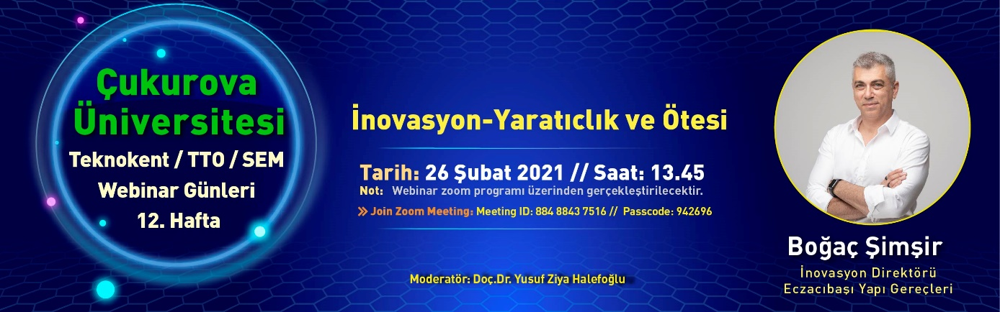 Çukurova
Üniversitesi
Teknokent / TTO / SEM
Webinar Günleri
12. Hafta
İnovasyon-Yaratıclık ve Ötesi
Tarih: 26 Şubat 2021 // Saat: 13.45
Not: Webinar zoom programı üzerinden gerçekleştirilecektir.
>> Join Zoom Meeting: Meeting ID: 884 8843 7516 // Passcode: 942696
Moderatör: Doç.Dr. Yusuf Ziya Halefoğlu
Boğaç Şimşir
İnovasyon Direktörü
Eczacıbaşı Yapı Gereçleri